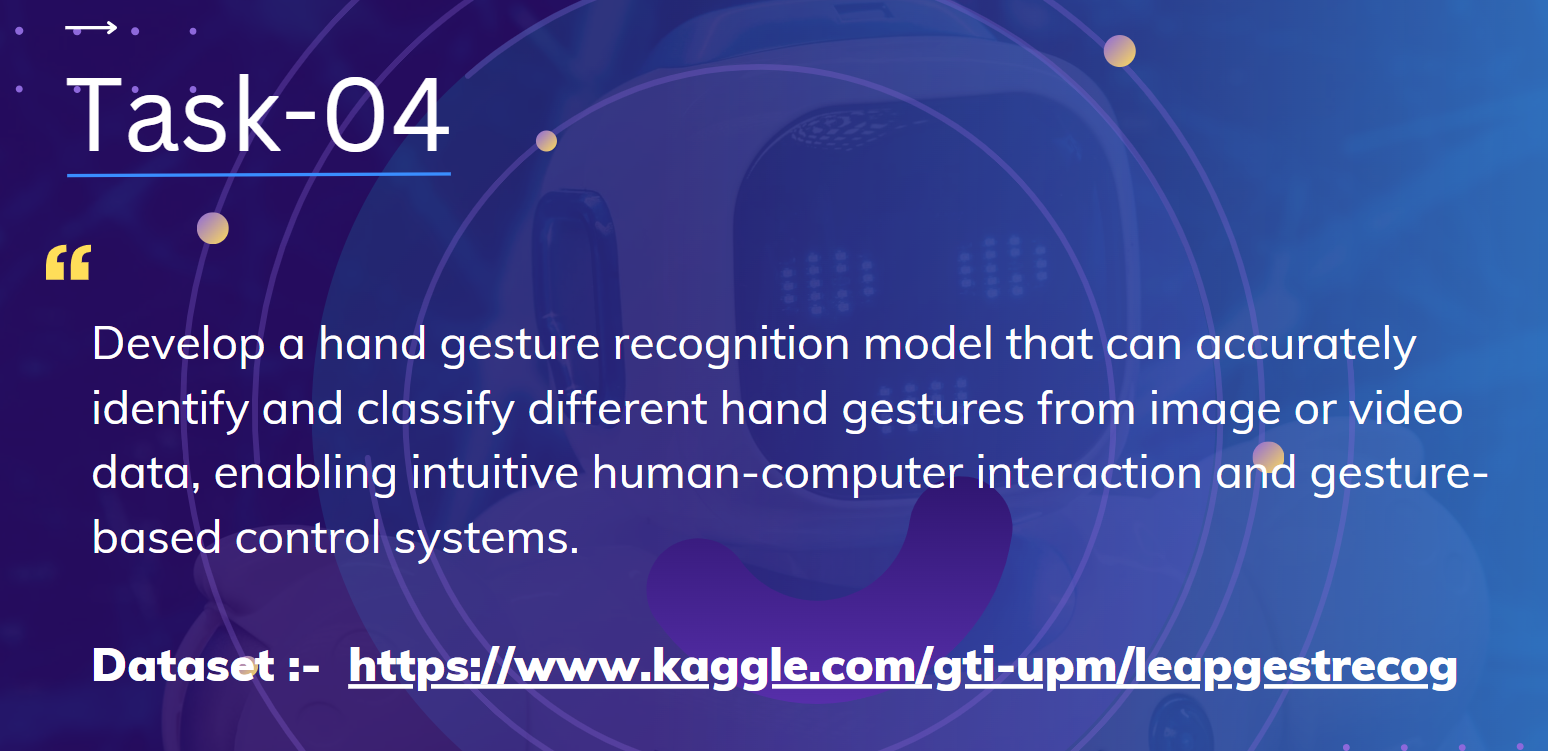 Task-04
“
Develop a hand gesture recognition model that can accurately
identify and classify different hand gestures from image or video
data, enabling intuitive human-computer interaction and gesture-
based control systems.
Dataset :- https://www.kaggle.com/gti-upm/leapgestrecog